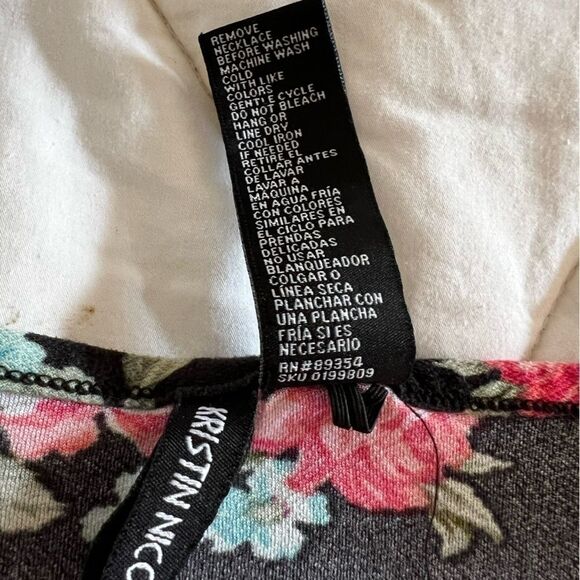 REMOVE
NECKLACE
BEFORE WASHING
MACHINE WASH
COLD
WITH LIKE
COLORS
GENT'E CYCLE
DO NOT BLEACH
HANG OR
LINE DRY
COOL IRON
IF NEEDED
RETIRE EL
COLLAR ANTES
DE LAVAR
LAVAR A
MAQUINA
EN AGUA FRÍA
CON COLORES
SIMILARES EN
EL CICLO PARA
PRENDAS
DELICADAS
NO USAR
BLANQUEADOR
COLGAR O
LÍNEA SECA
PLANCHAR CON
UNA PLANCHA
FRÍA SI ES
NECESARIO
RN#89354
SKU 0199809
KRISTIN NICO